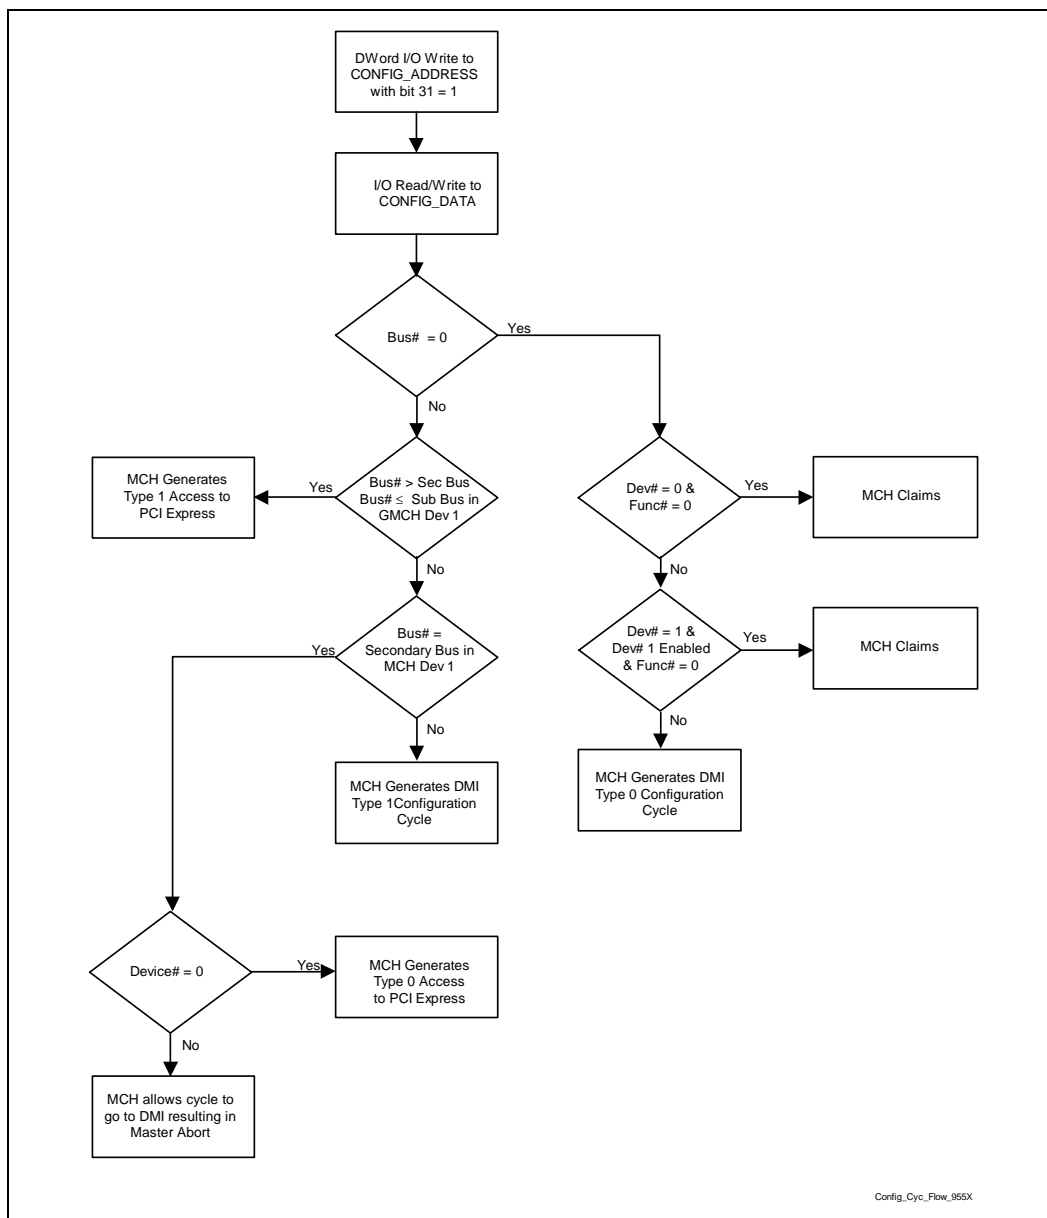 DWord I/O Write to
CONFIG_ADDRESS
with bit 31 = 1
I/O Read/Write to
CONFIG_DATA
Bus# = 0
Yes
No
Bus# > Sec Bus
Bus# ≤ Sub Bus in
GMCH Dev 1
Yes
MCH Generates
Type 1 Access to
PCI Express
No
Dev# = 0 &
Func# = 0
Yes
MCH Claims
No
Bus# =
Secondary Bus in
MCH Dev 1
Yes
No
Dev# = 1 &
Dev# 1 Enabled
& Func# = 0
Yes
MCH Claims
No
MCH Generates DMI
Type 1Configuration
Cycle
MCH Generates DMI
Type 0 Configuration
Cycle
Device# = 0
Yes
MCH Generates
Type 0 Access
to PCI Express
No
MCH allows cycle to
go to DMI resulting in
Master Abort
Config_Cyc_Flow_955X